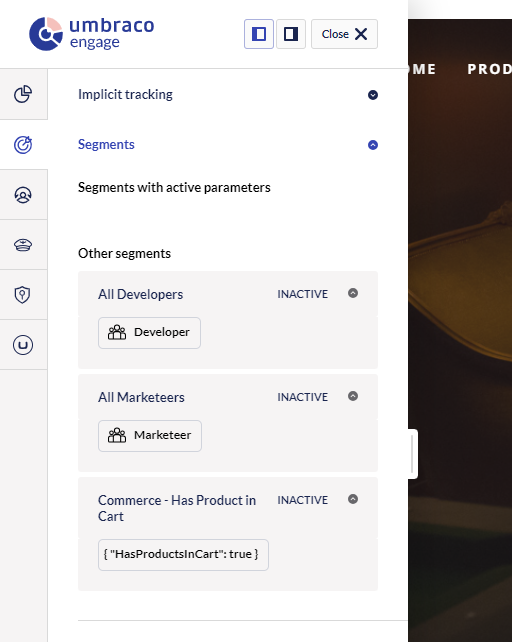 umbraco
engage
Close
OME PROD
Implicit tracking
Segments
Segments with active parameters
Other segments
All Developers INACTIVE
Developer
All Marketeers INACTIVE
Marketeer
Commerce - Has Product in INACTIVE
Cart
{ "HasProductsInCart": true }